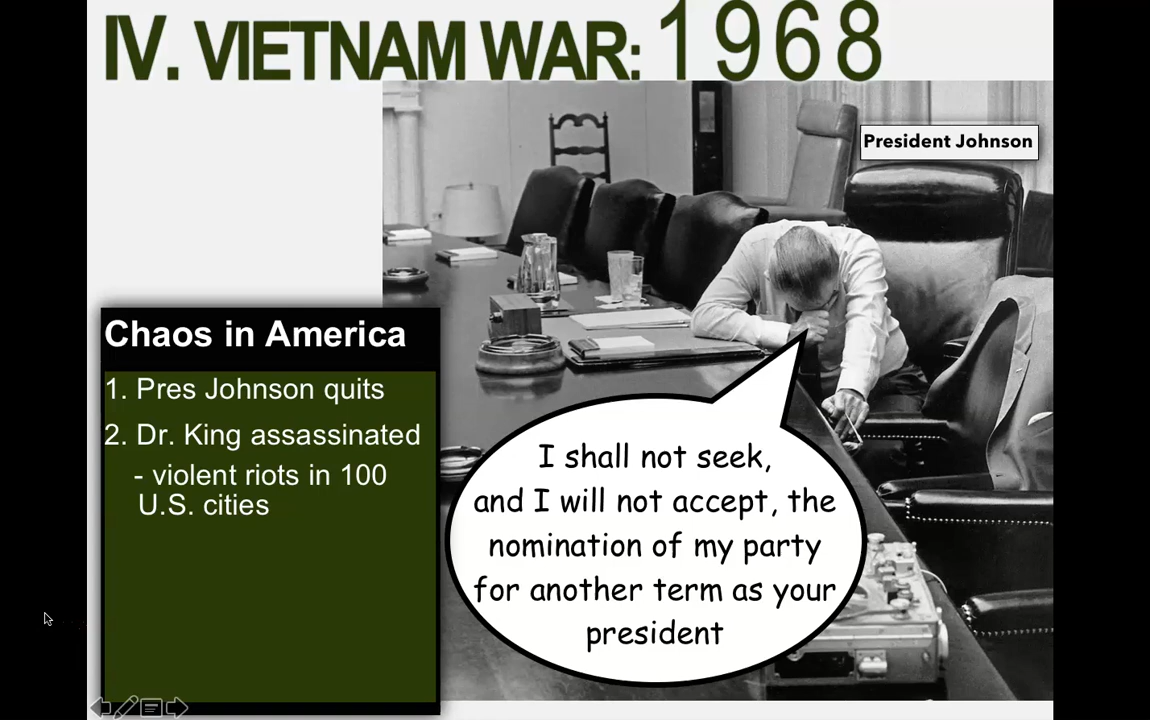 IV. VIETNAM WAR: 1968
President Johnson
Chaos in America
1. Pres Johnson quits
2. Dr. King assassinated
- violent riots in 100
U.S. cities
I shall not seek,
and I will not accept, the
nomination of my party
for another term as your
president